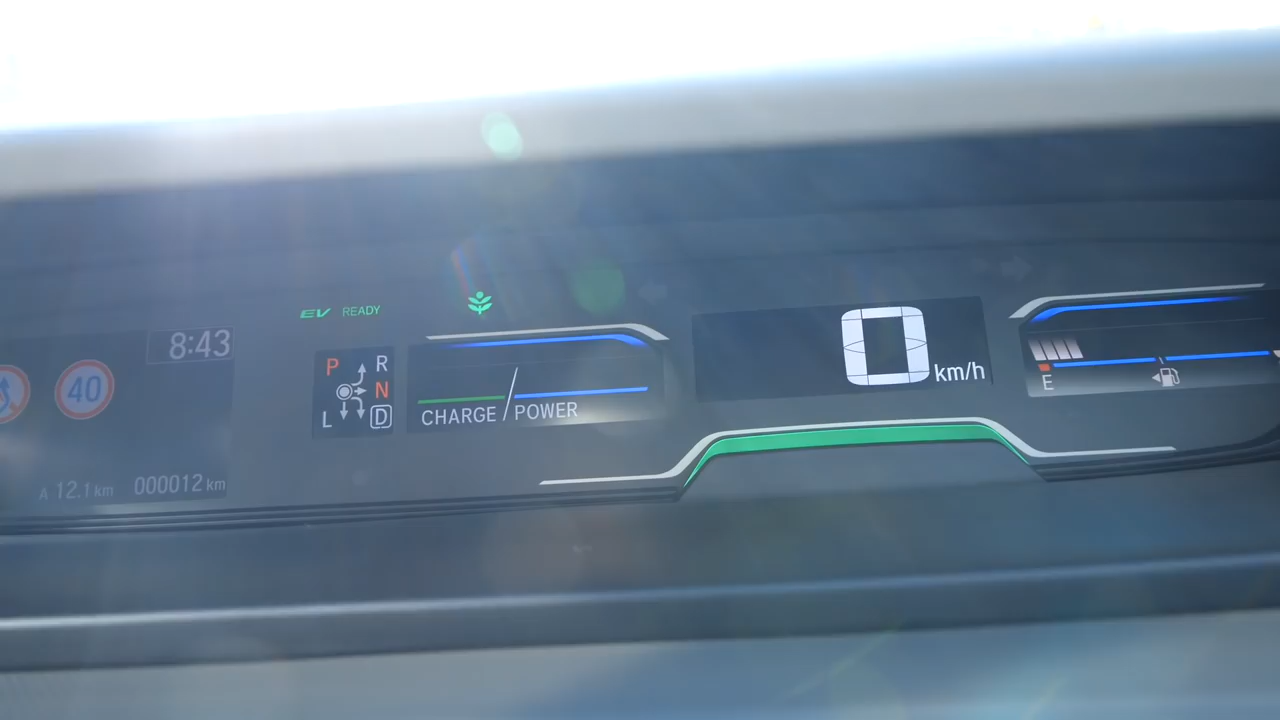 8:43
40
A 12.1 km 000012 km
EV READY
P R
N
L D
CHARGE / POWER
0 km/h
E